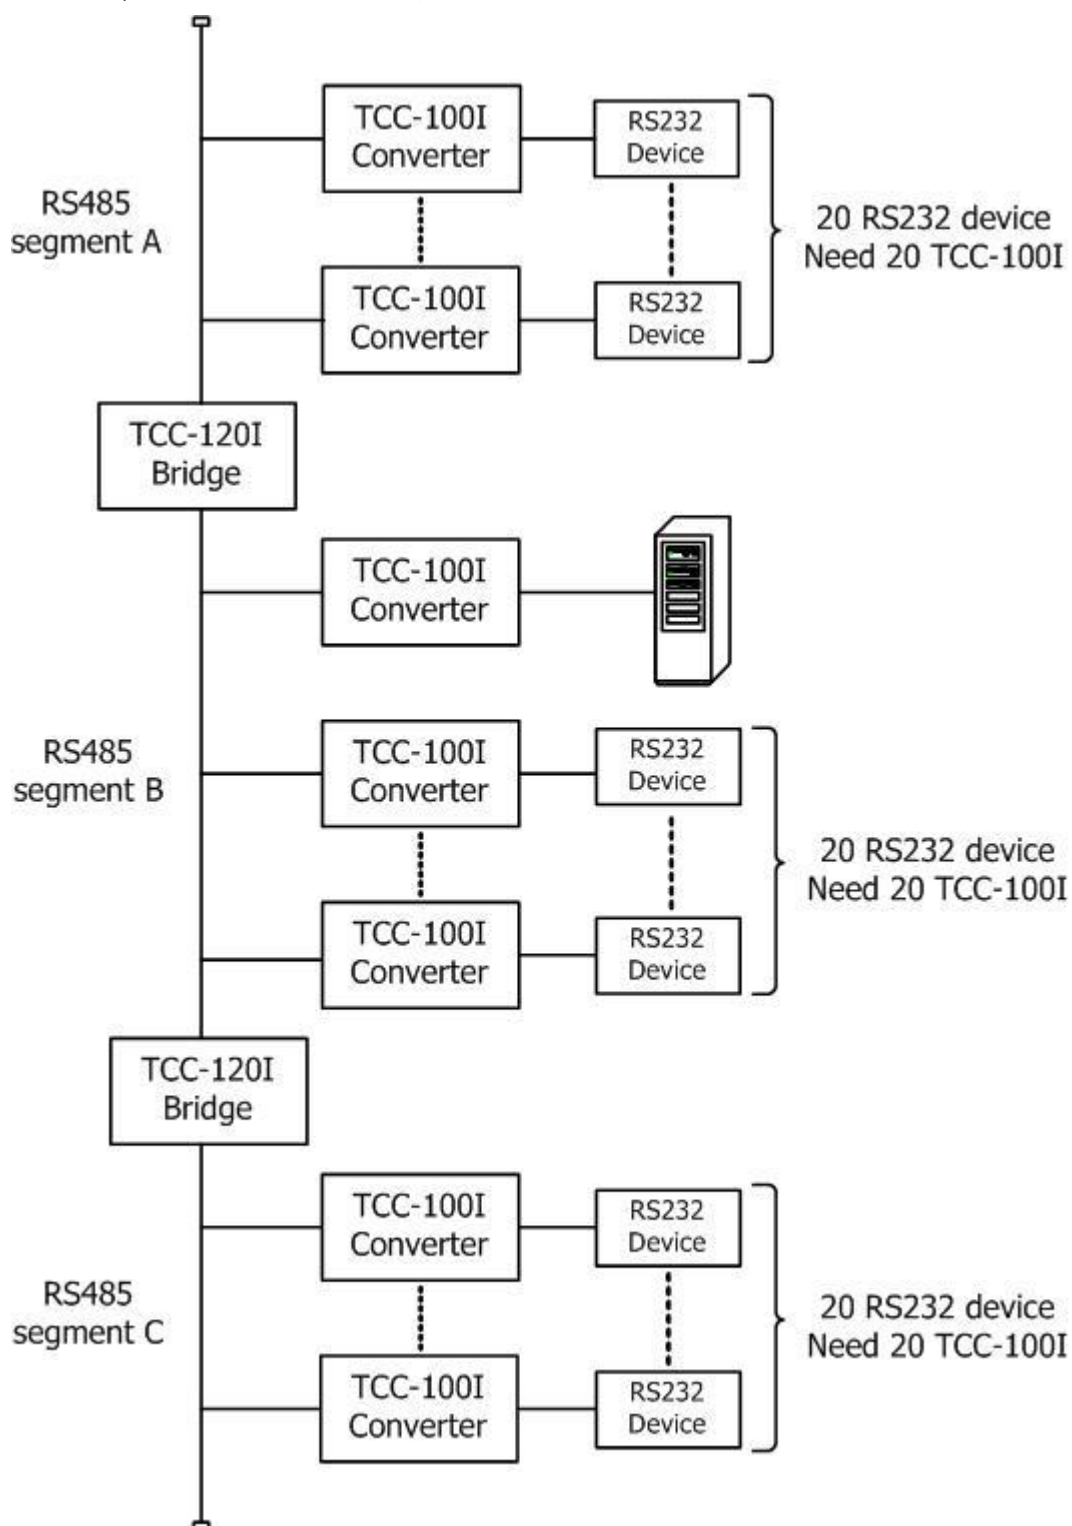 TCC-100I
Converter
RS232
Device
RS485
segment A
20 RS232 device
Need 20 TCC-100I
TCC-100I
Converter
RS232
Device
TCC-120I
Bridge
TCC-100I
Converter
RS485
segment B
TCC-100I
Converter
RS232
Device
20 RS232 device
Need 20 TCC-100I
TCC-100I
Converter
RS232
Device
TCC-120I
Bridge
TCC-100I
Converter
RS232
Device
RS485
segment C
20 RS232 device
Need 20 TCC-100I
TCC-100I
Converter
RS232
Device